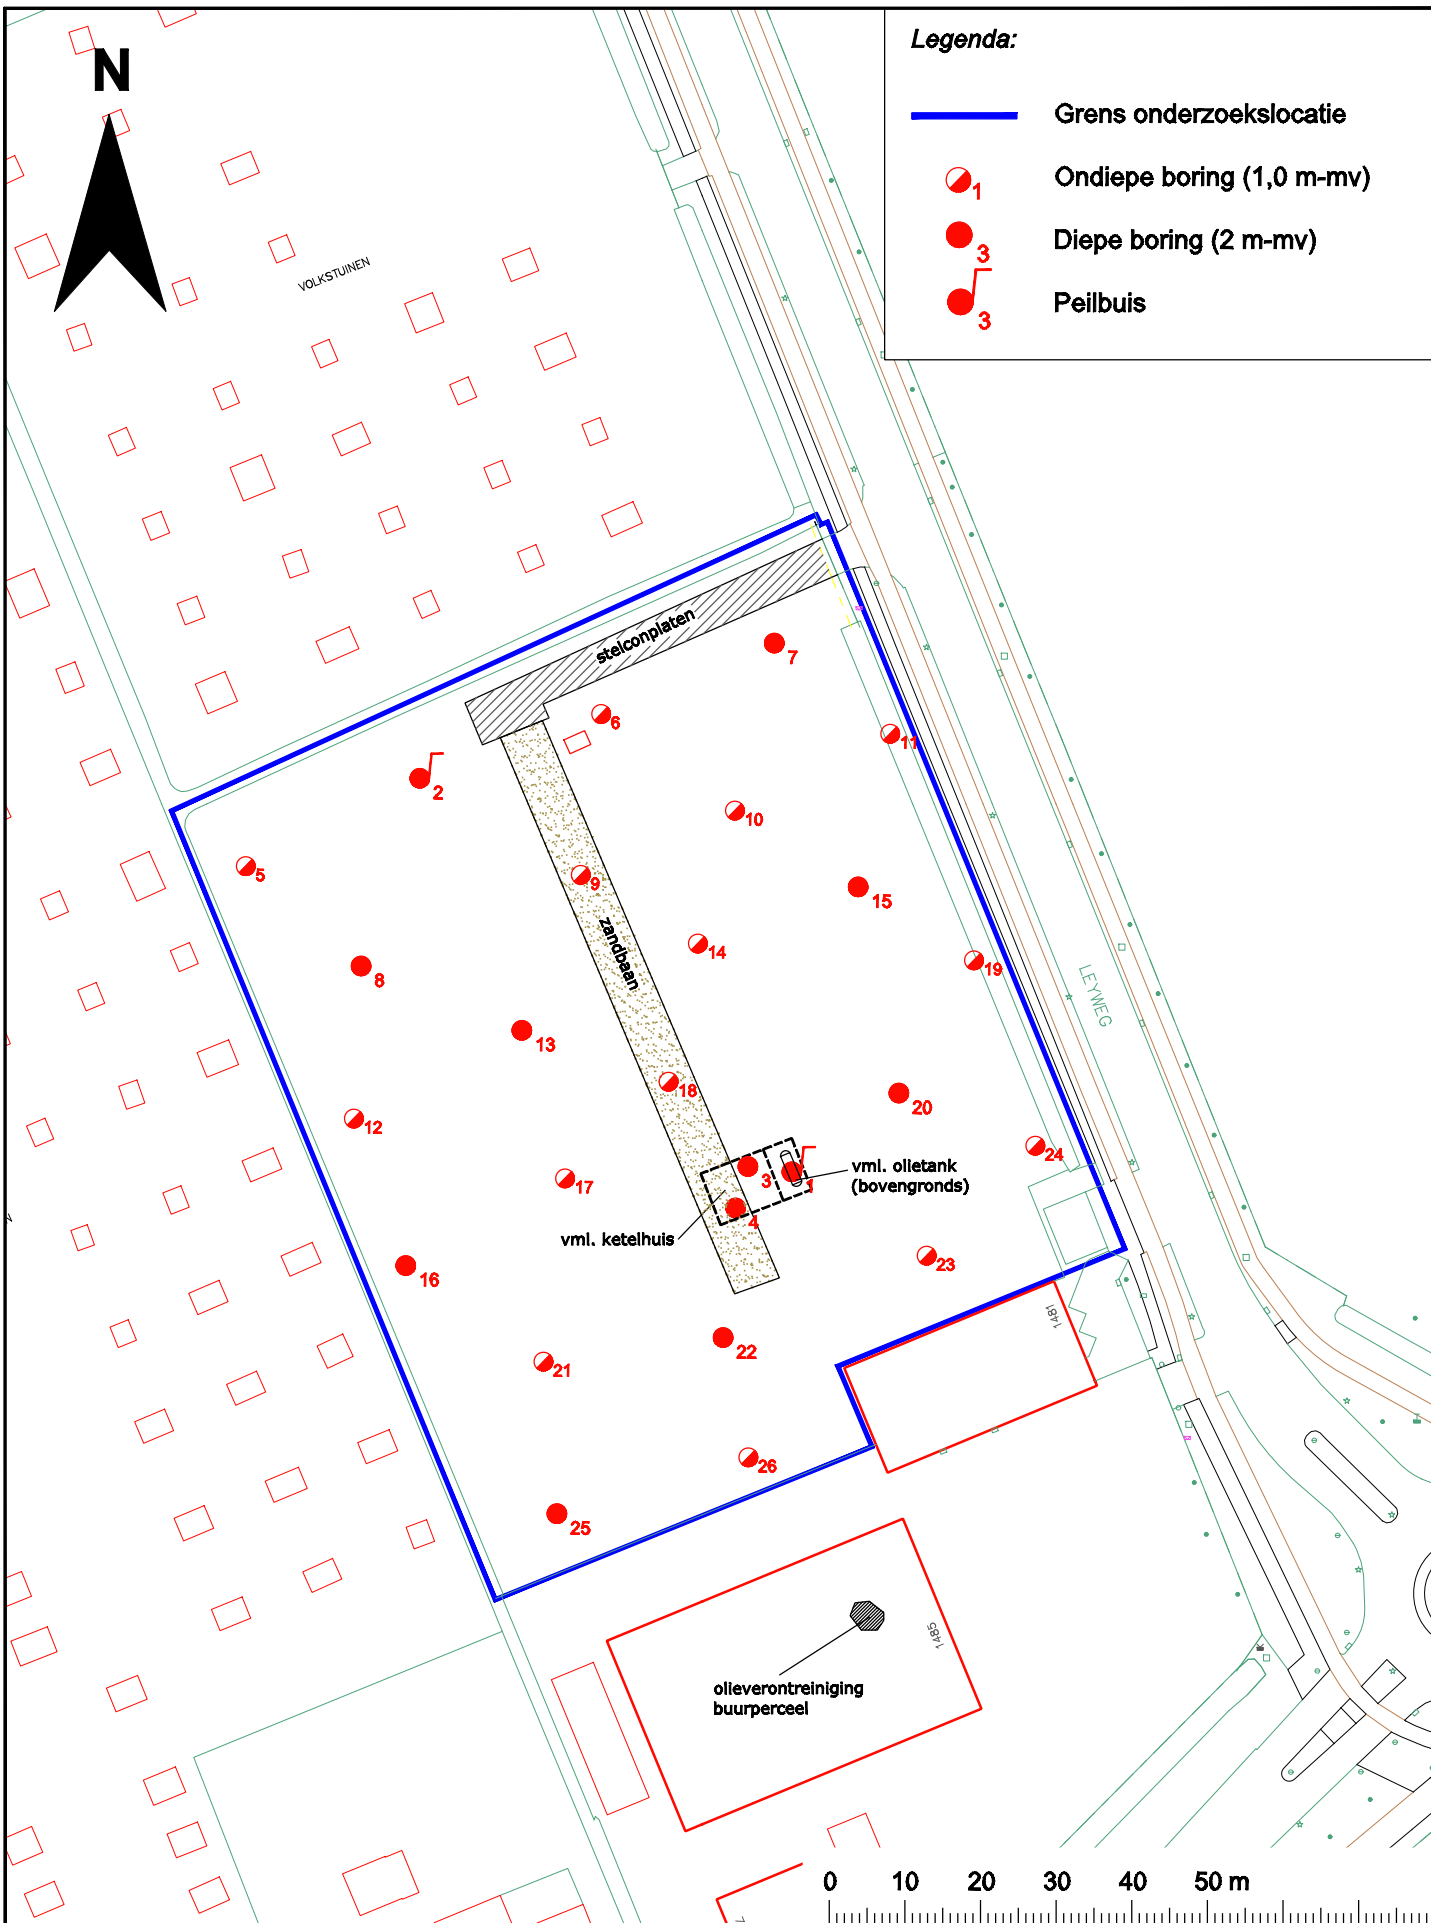 N
Legenda:
Grens onderzoekslocatie
1
Ondiepe boring (1,0 m-mv)
3
Diepe boring (2 m-mv)
3
Peilbuis
VOLKSTUINEN
stelconplaten
7
6
11
2
10
5
9
15
zandbaan
14
19
8
LEYWEG
13
18
20
12
24
3
1
vml. olietank
(bovengronds)
17
4
vml. ketelhuis
23
16
1481
22
21
26
25
1485
olieverontreiniging
buurperceel
0 10 20 30 40 50 m